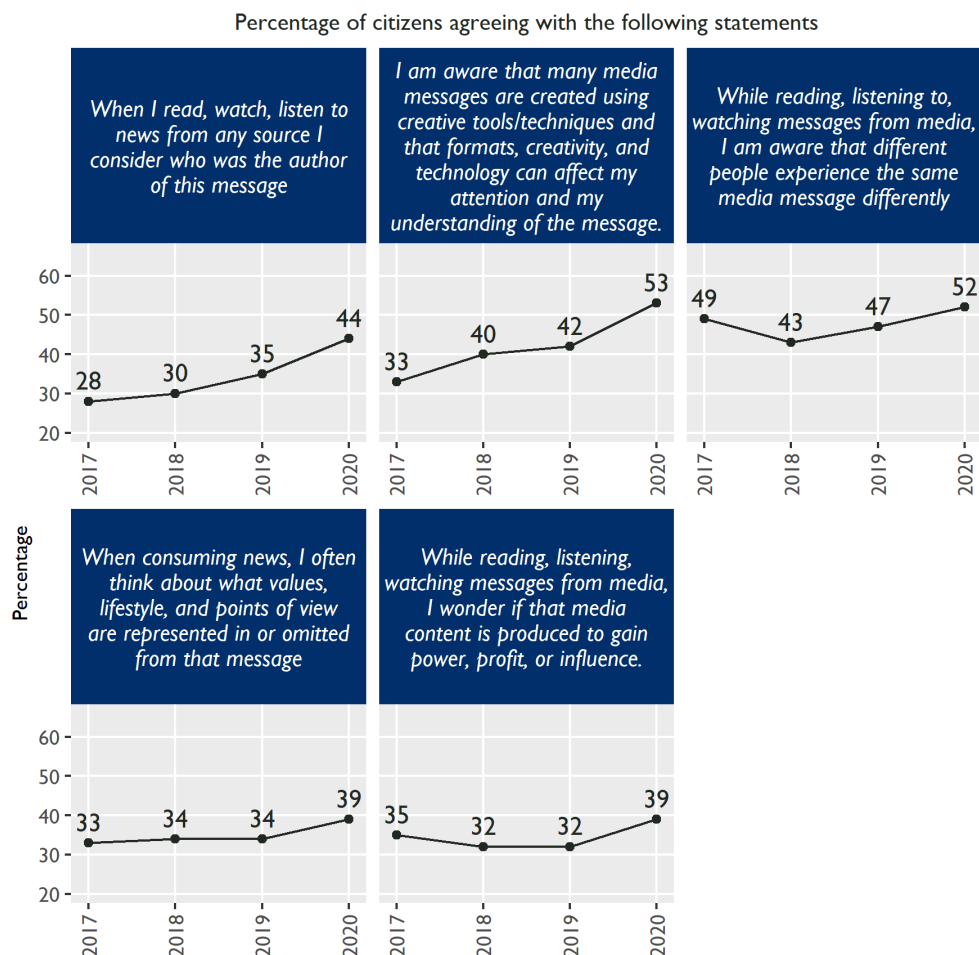 Percentage of citizens agreeing with the following statements
When I read, watch, listen to
news from any source I
consider who was the author
of this message
I am aware that many media
messages are created using
creative tools/techniques and
that formats, creativity, and
technology can affect my
attention and my
understanding of the message.
While reading, listening to,
watching messages from media,
I am aware that different
people experience the same
media message differently
60
50
40
30
20
28
30
35
44
33
40
42
53
49
43
47
52
2017
2018
2019
2020
2017
2018
2019
2020
2017
2018
2019
2020
Percentage
When consuming news, I often
think about what values,
lifestyle, and points of view
are represented in or omitted
from that message
While reading, listening,
watching messages from media,
I wonder if that media
content is produced to gain
power, profit, or influence.
60
50
40
30
20
33
34
34
39
35
32
32
39
2017
2018
2019
2020
2017
2018
2019
2020